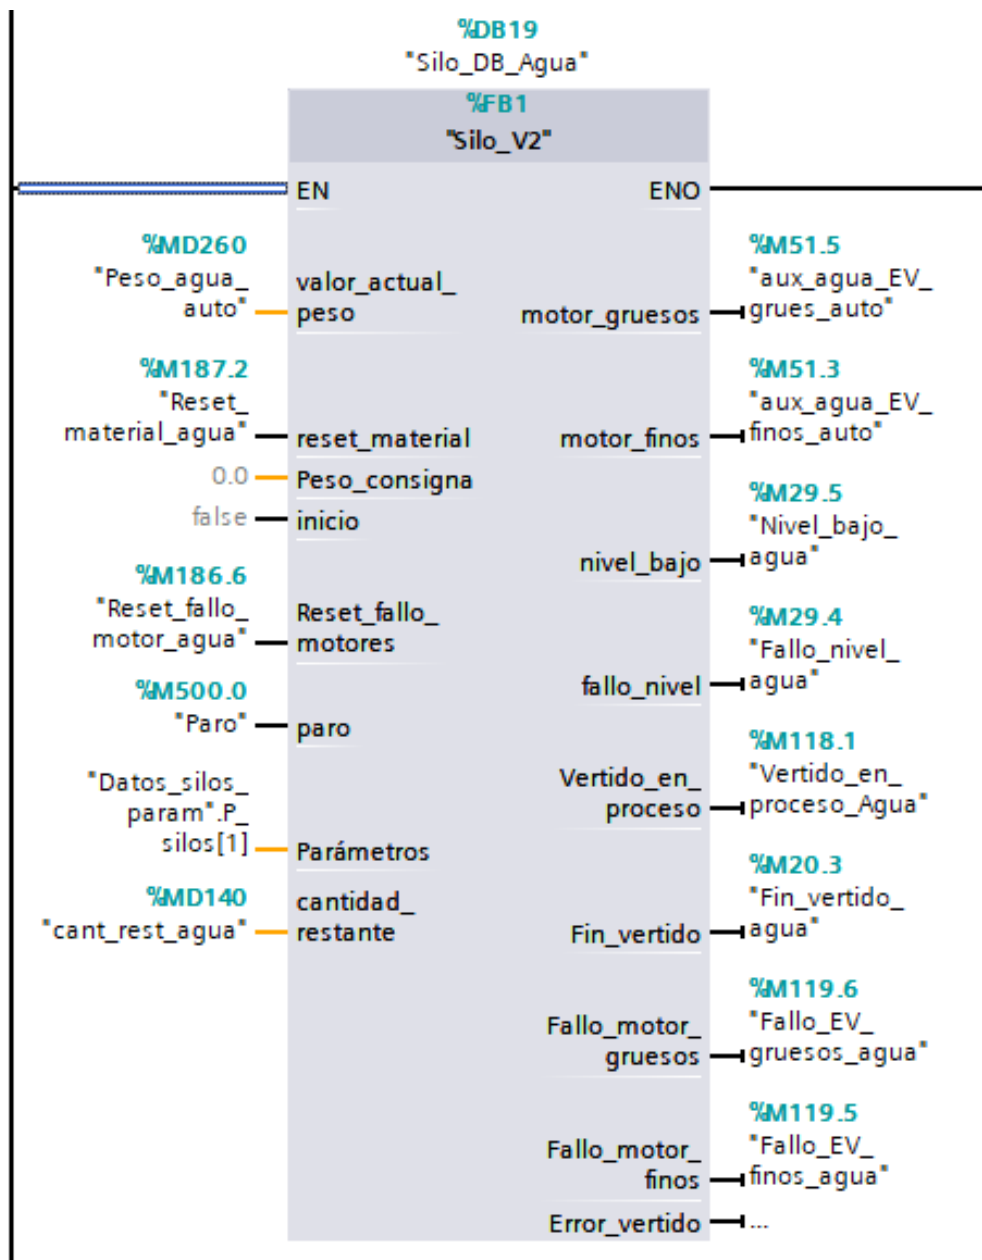 %DB19
"Silo_DB_Agua"
%FB1
"Silo_V2"
EN
ENO
%MD260
"Peso_agua_
auto"
valor_actual_
peso
%M187.2
"Reset_
material_agua"
reset_material
0.0
Peso_consigna
false
inicio
%M186.6
"Reset_fallo_
motor_agua"
Reset_fallo_
motores
%M500.0
"Paro"
paro
"Datos_silos_
param".P_
silos[1]
Parámetros
%MD140
"cant_rest_agua"
cantidad_
restante
motor_gruesos
%M51.5
"aux_agua_EV_
grues_auto"
motor_finos
%M51.3
"aux_agua_EV_
finos_auto"
nivel_bajo
%M29.5
"Nivel_bajo_
agua"
fallo_nivel
%M29.4
"Fallo_nivel_
agua"
Vertido_en_
proceso
%M118.1
"Vertido_en_
proceso_Agua"
Fin_vertido
%M20.3
"Fin_vertido_
agua"
Fallo_motor_
gruesos
%M119.6
"Fallo_EV_
gruesos_agua"
Fallo_motor_
finos
%M119.5
"Fallo_EV_
finos_agua"
Error_vertido
...